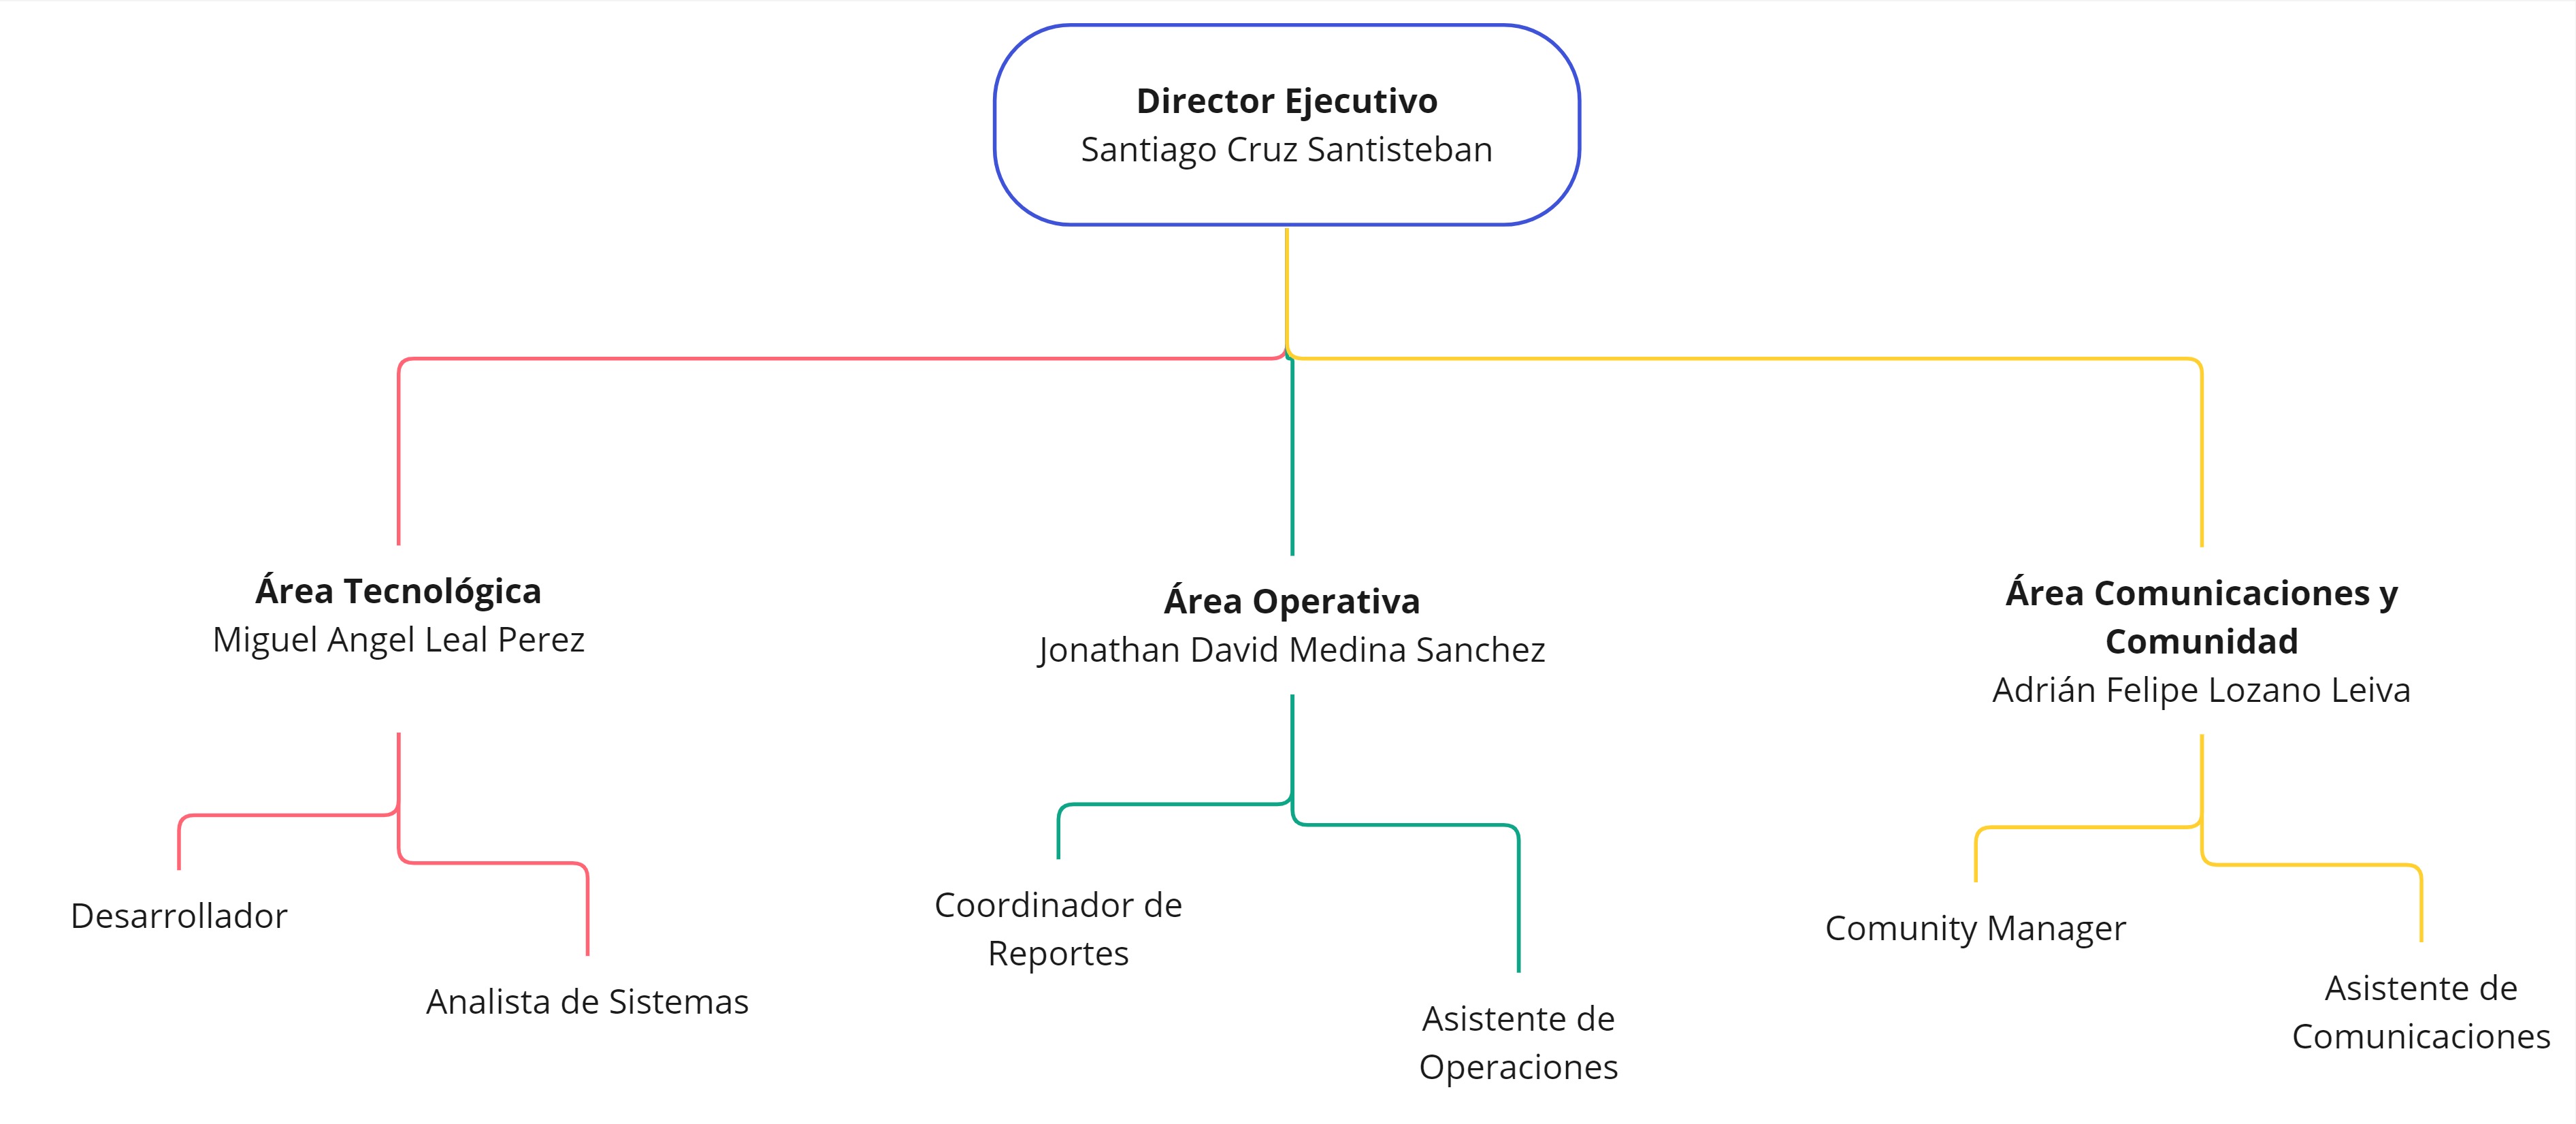 Director Ejecutivo
Santiago Cruz Santisteban
Área Tecnológica
Miguel Angel Leal Perez
Área Operativa
Jonathan David Medina Sanchez
Área Comunicaciones y
Comunidad
Adrián Felipe Lozano Leiva
Desarrollador
Analista de Sistemas
Coordinador de
Reportes
Asistente de
Operaciones
Comunity Manager
Asistente de
Comunicaciones